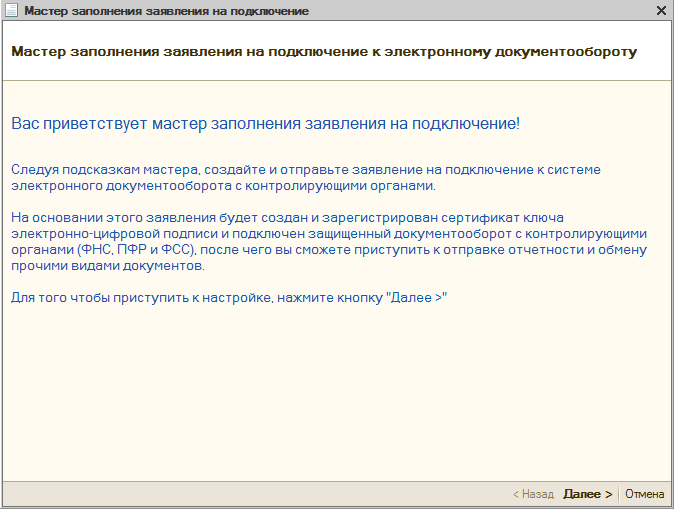 Мастер заполнения заявления на подключение
Мастер заполнения заявления на подключение к электронному документообороту
Вас приветствует мастер заполнения заявления на подключение!
Следуя подсказкам мастера, создайте и отправьте заявление на подключение к системе
электронного документооборота с контролирующими органами.
На основании этого заявления будет создан и зарегистрирован сертификат ключа
электронно-цифровой подписи и подключен защищенный документооборот с контролирующими
органами (ФНС, ПФР и ФСС), после чего вы сможете приступить к отправке отчетности и обмену
прочими видами документов.
Для того чтобы приступить к настройке, нажмите кнопку "Далее >"
< Назад Далее > Отмена